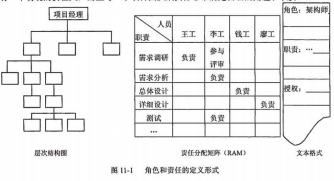 项目经理
人员
职责
王工 李工 钱工 廖工
需求调研 负责 参与
评审
需求分析 负责
总体设计 负责
详细设计 负责
测试 负责
…
角色：架构师
职责：…
授权：
层次结构图 责任分配矩阵（RAM） 文本格式
图 11-1 角色和责任的定义形式